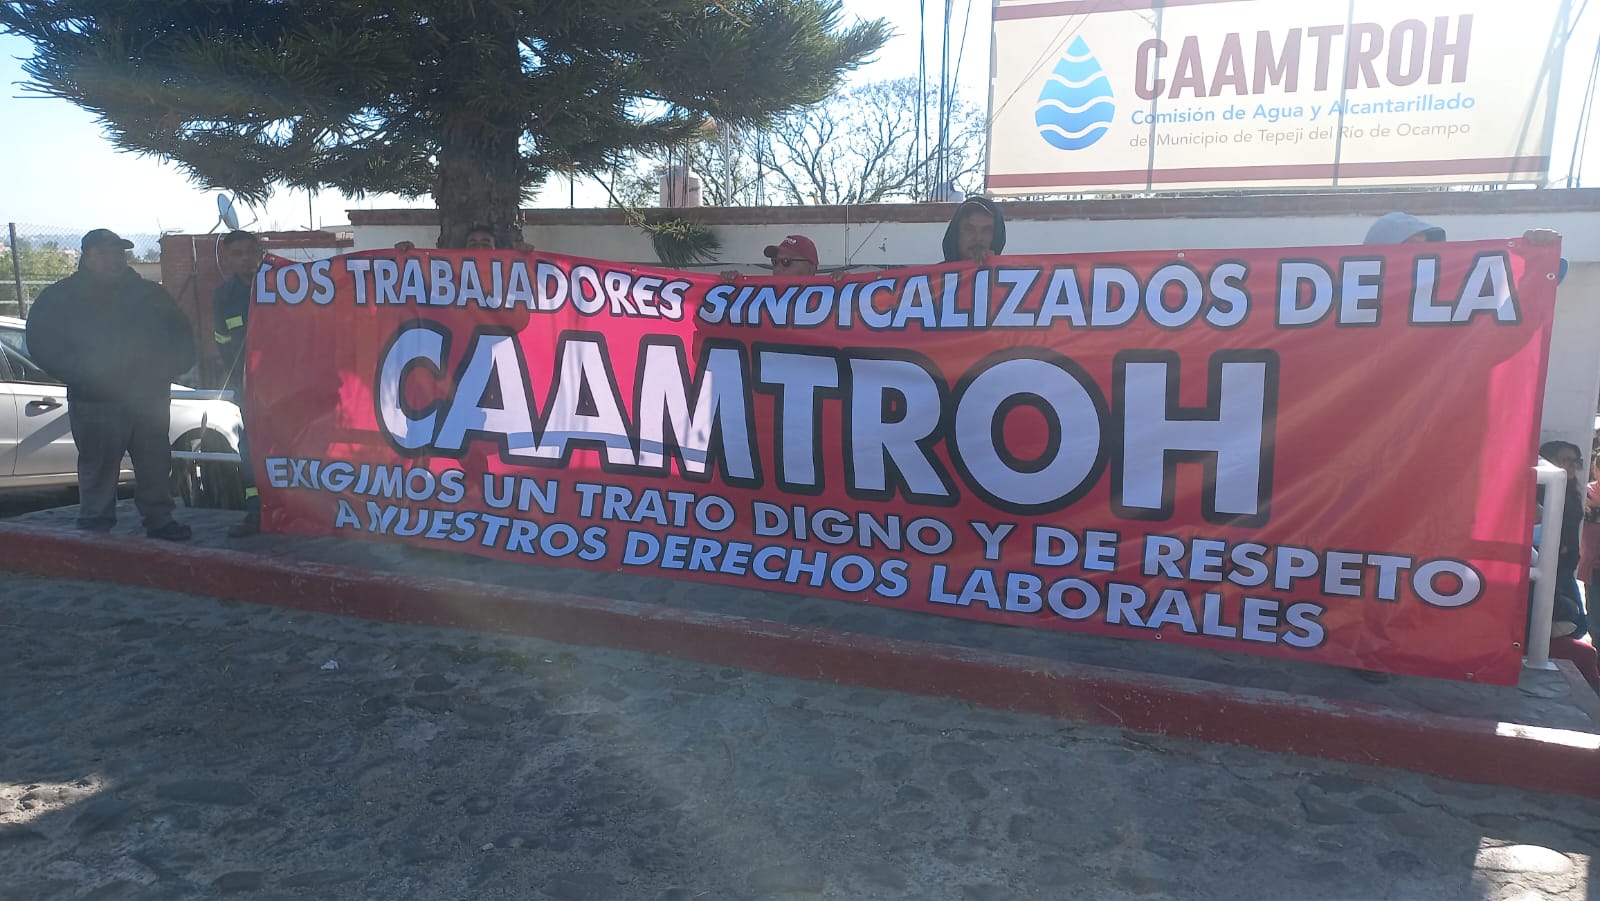 CAAMTROH
Comisión de Agua y Alcantarillado
del Municipio de Tepeji del Río de Ocampo
LOS TRABAJADORES SINDICALIZADOS DE LA
CAAMTROH
EXIGIMOS UN TRATO DIGNO Y DE RESPETO
A NUESTROS DERECHOS LABORALES